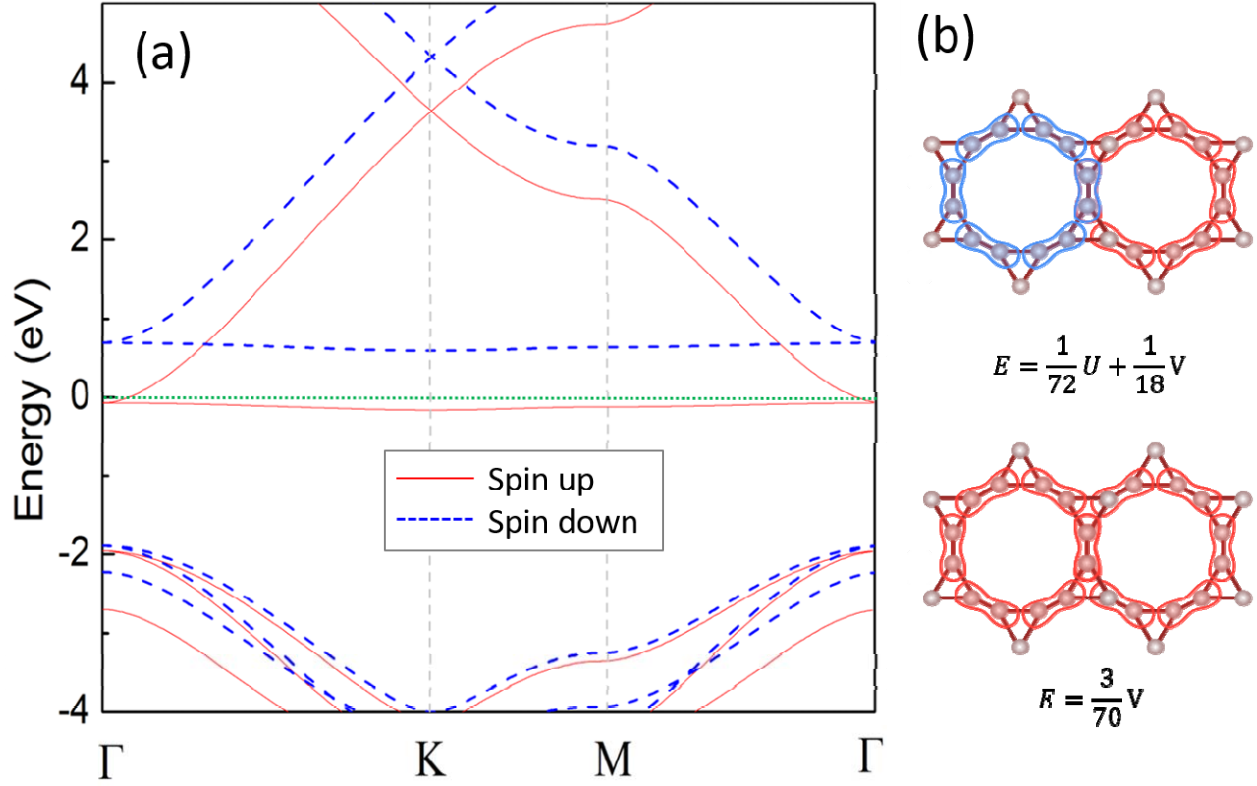 (a)
(b)
Energy (eV)
4
2
0
-2
-4
Spin up
Spin down
Γ K M Γ
E = 1/72 U + 1/18 V
E = 3/70 V